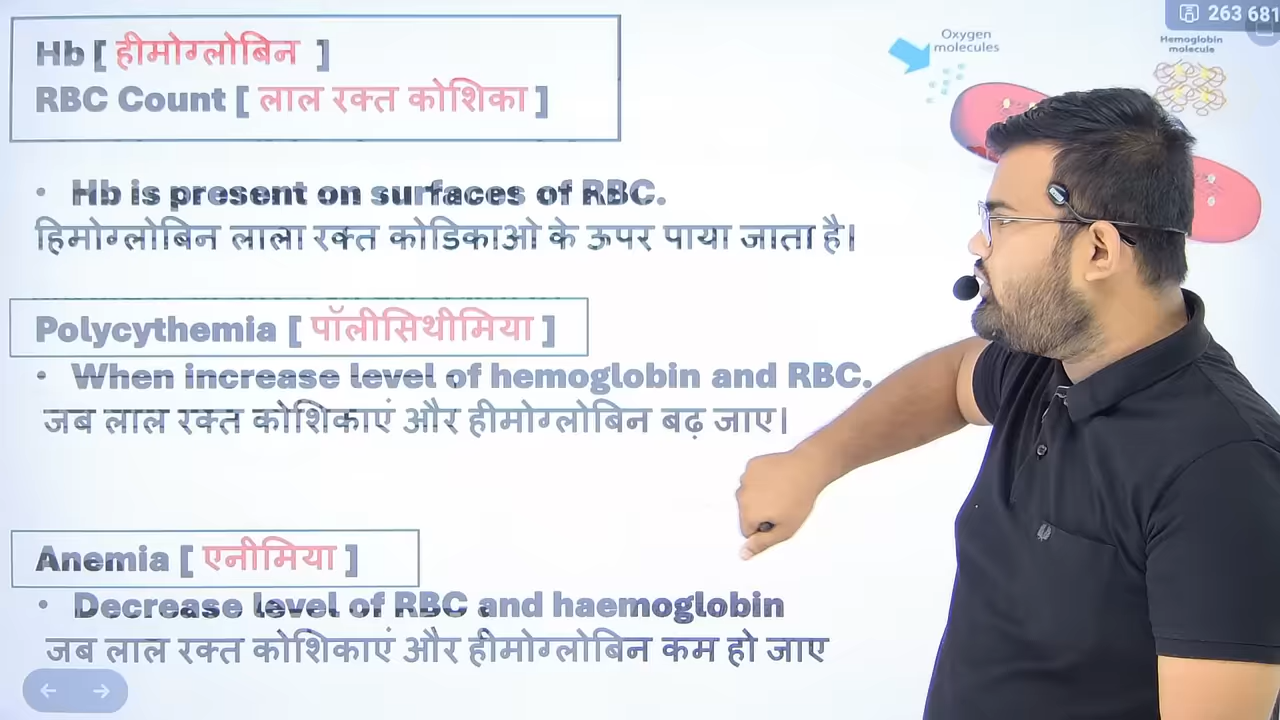 263 681
Oxygen
molecules
Hemoglobin
molecule
Hb [ हीमोग्लोबिन ]
RBC Count [ लाल रक्त कोशिका ]
• Hb is present on surfaces of RBC.
हिमोग्लोबिन लाला रक्त कोडिकाओ के ऊपर पाया जाता है।
Polycythemia [ पॉलीसिथीमिया ]
• When increase level of hemoglobin and RBC.
जब लाल रक्त कोशिकाएं और हीमोग्लोबिन बढ़ जाए।
Anemia [ एनीमिया ]
• Decrease level of RBC and haemoglobin
जब लाल रक्त कोशिकाएं और हीमोग्लोबिन कम हो जाए